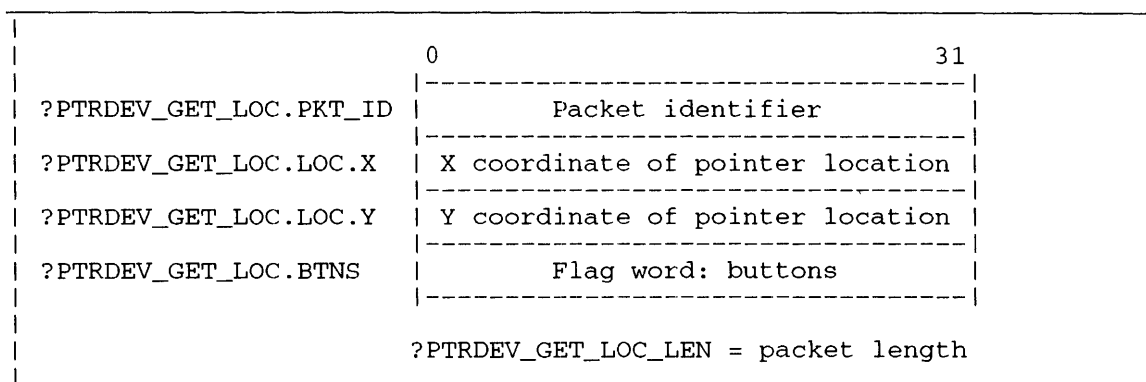 0 31
?PTRDEV_GET_LOC.PKT_ID Packet identifier
?PTRDEV_GET_LOC.LOC.X X coordinate of pointer location
?PTRDEV_GET_LOC.LOC.Y Y coordinate of pointer location
?PTRDEV_GET_LOC.BTNS Flag word: buttons
?PTRDEV_GET_LOC_LEN = packet length